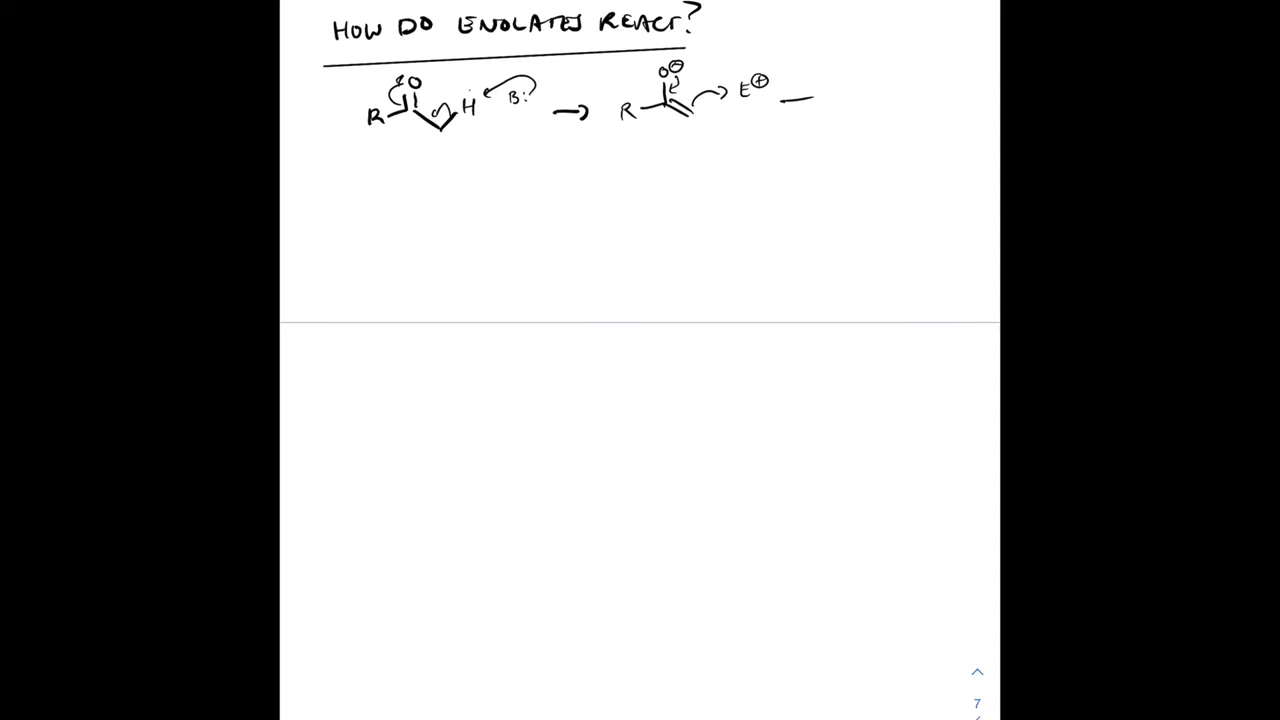 HOW DO ENOLATES REACT?
O O⊖
R H B: R E⊕
7